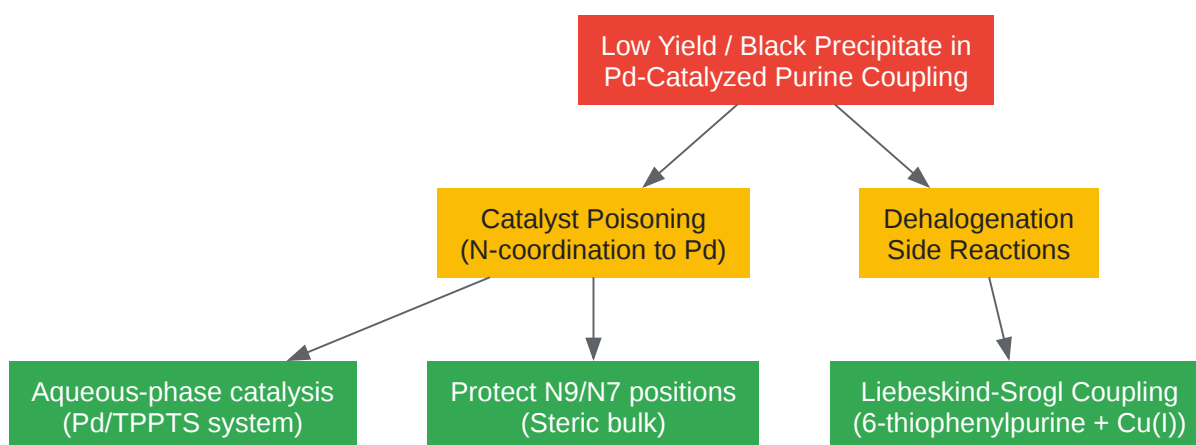 Low Yield / Black Precipitate in
Pd-Catalyzed Purine Coupling
Catalyst Poisoning
(N-coordination to Pd)
Dehalogenation
Side Reactions
Aqueous-phase catalysis
(Pd/TPPTS system)
Protect N9/N7 positions
(Steric bulk)
Liebeskind-Srogl Coupling
(6-thiophenylpurine + Cu(I))